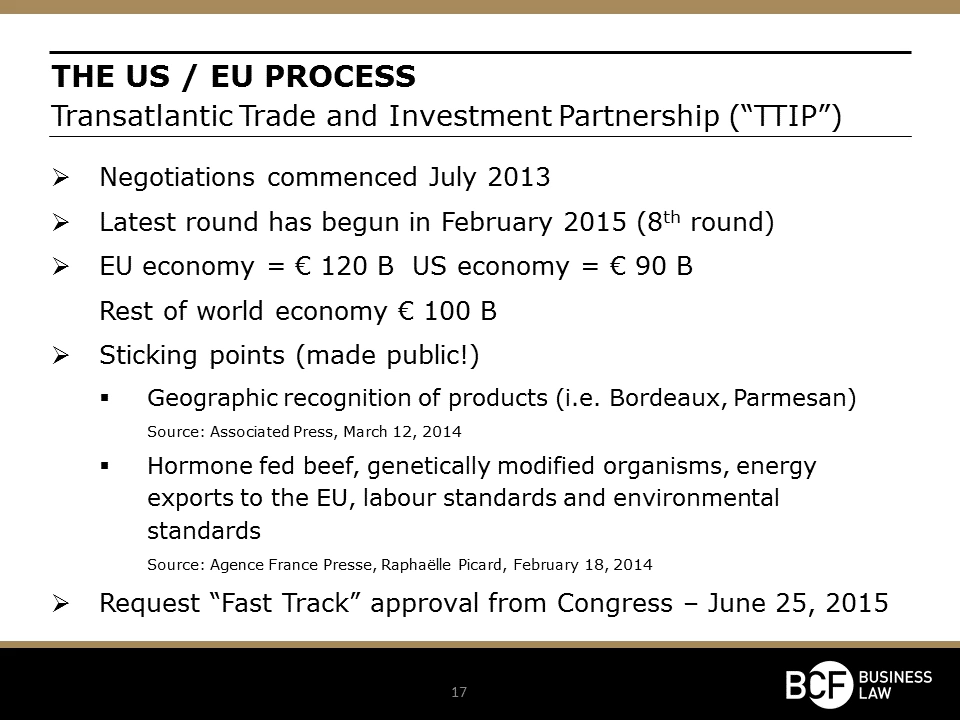 THE US / EU PROCESS
Transatlantic Trade and Investment Partnership (“TTIP”)
➢ Negotiations commenced July 2013
➢ Latest round has begun in February 2015 (8th round)
➢ EU economy = € 120 B  US economy = € 90 B
Rest of world economy € 100 B
➢ Sticking points (made public!)
▪ Geographic recognition of products (i.e. Bordeaux, Parmesan)
Source: Associated Press, March 12, 2014
▪ Hormone fed beef, genetically modified organisms, energy
exports to the EU, labour standards and environmental
standards
Source: Agence France Presse, Raphaëlle Picard, February 18, 2014
➢ Request “Fast Track” approval from Congress – June 25, 2015
17
BCF BUSINESS
LAW